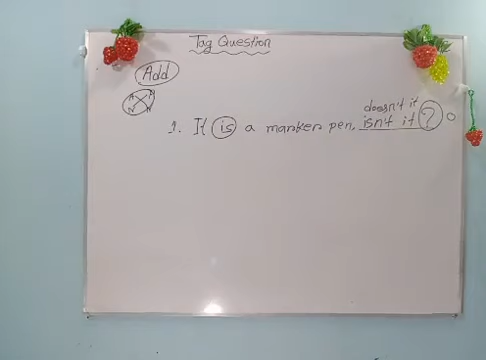 Tag Question
Add
A A
N N
doesn't it
1. It is a marker pen, isn't it ?